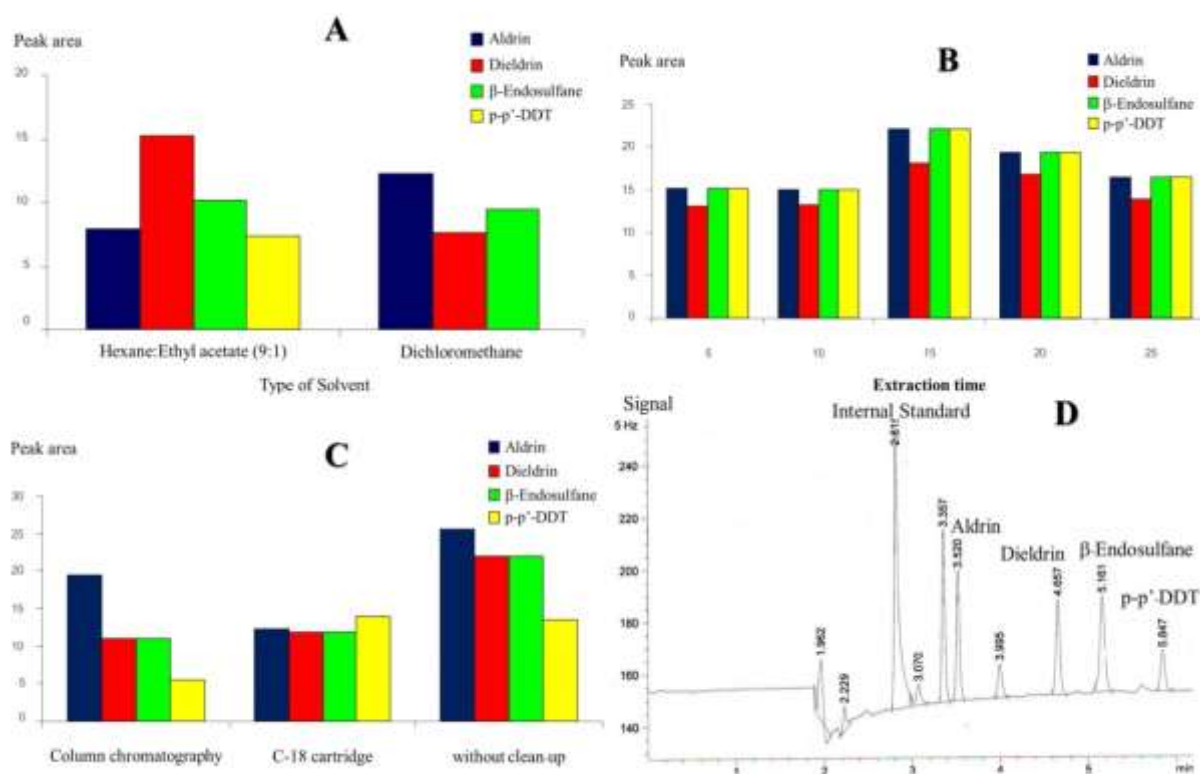 A
Peak area
Aldrin
Dieldrin
β-Endosulfane
p-p’-DDT
20
15
10
5
0
Hexane:Ethyl acetate (9:1)
Dichloromethane
Type of Solvent
B
Peak area
Aldrin
Dieldrin
β-Endosulfane
p-p’-DDT
25
20
15
10
5
0
10
15
20
25
Extraction time
C
Peak area
Aldrin
Dieldrin
β-Endosulfane
p-p’-DDT
30
25
20
15
10
5
0
Column chromatography
C-18 cartridge
without clean-up
D
Signal
Internal Standard
5 Hz
240
220
200
180
160
140
1.962
2.229
3.070
3.357
Aldrin
3.520
3.995
Dieldrin
4.657
β-Endosulfane
5.161
p-p’-DDT
5.847
1
2
3
4
min